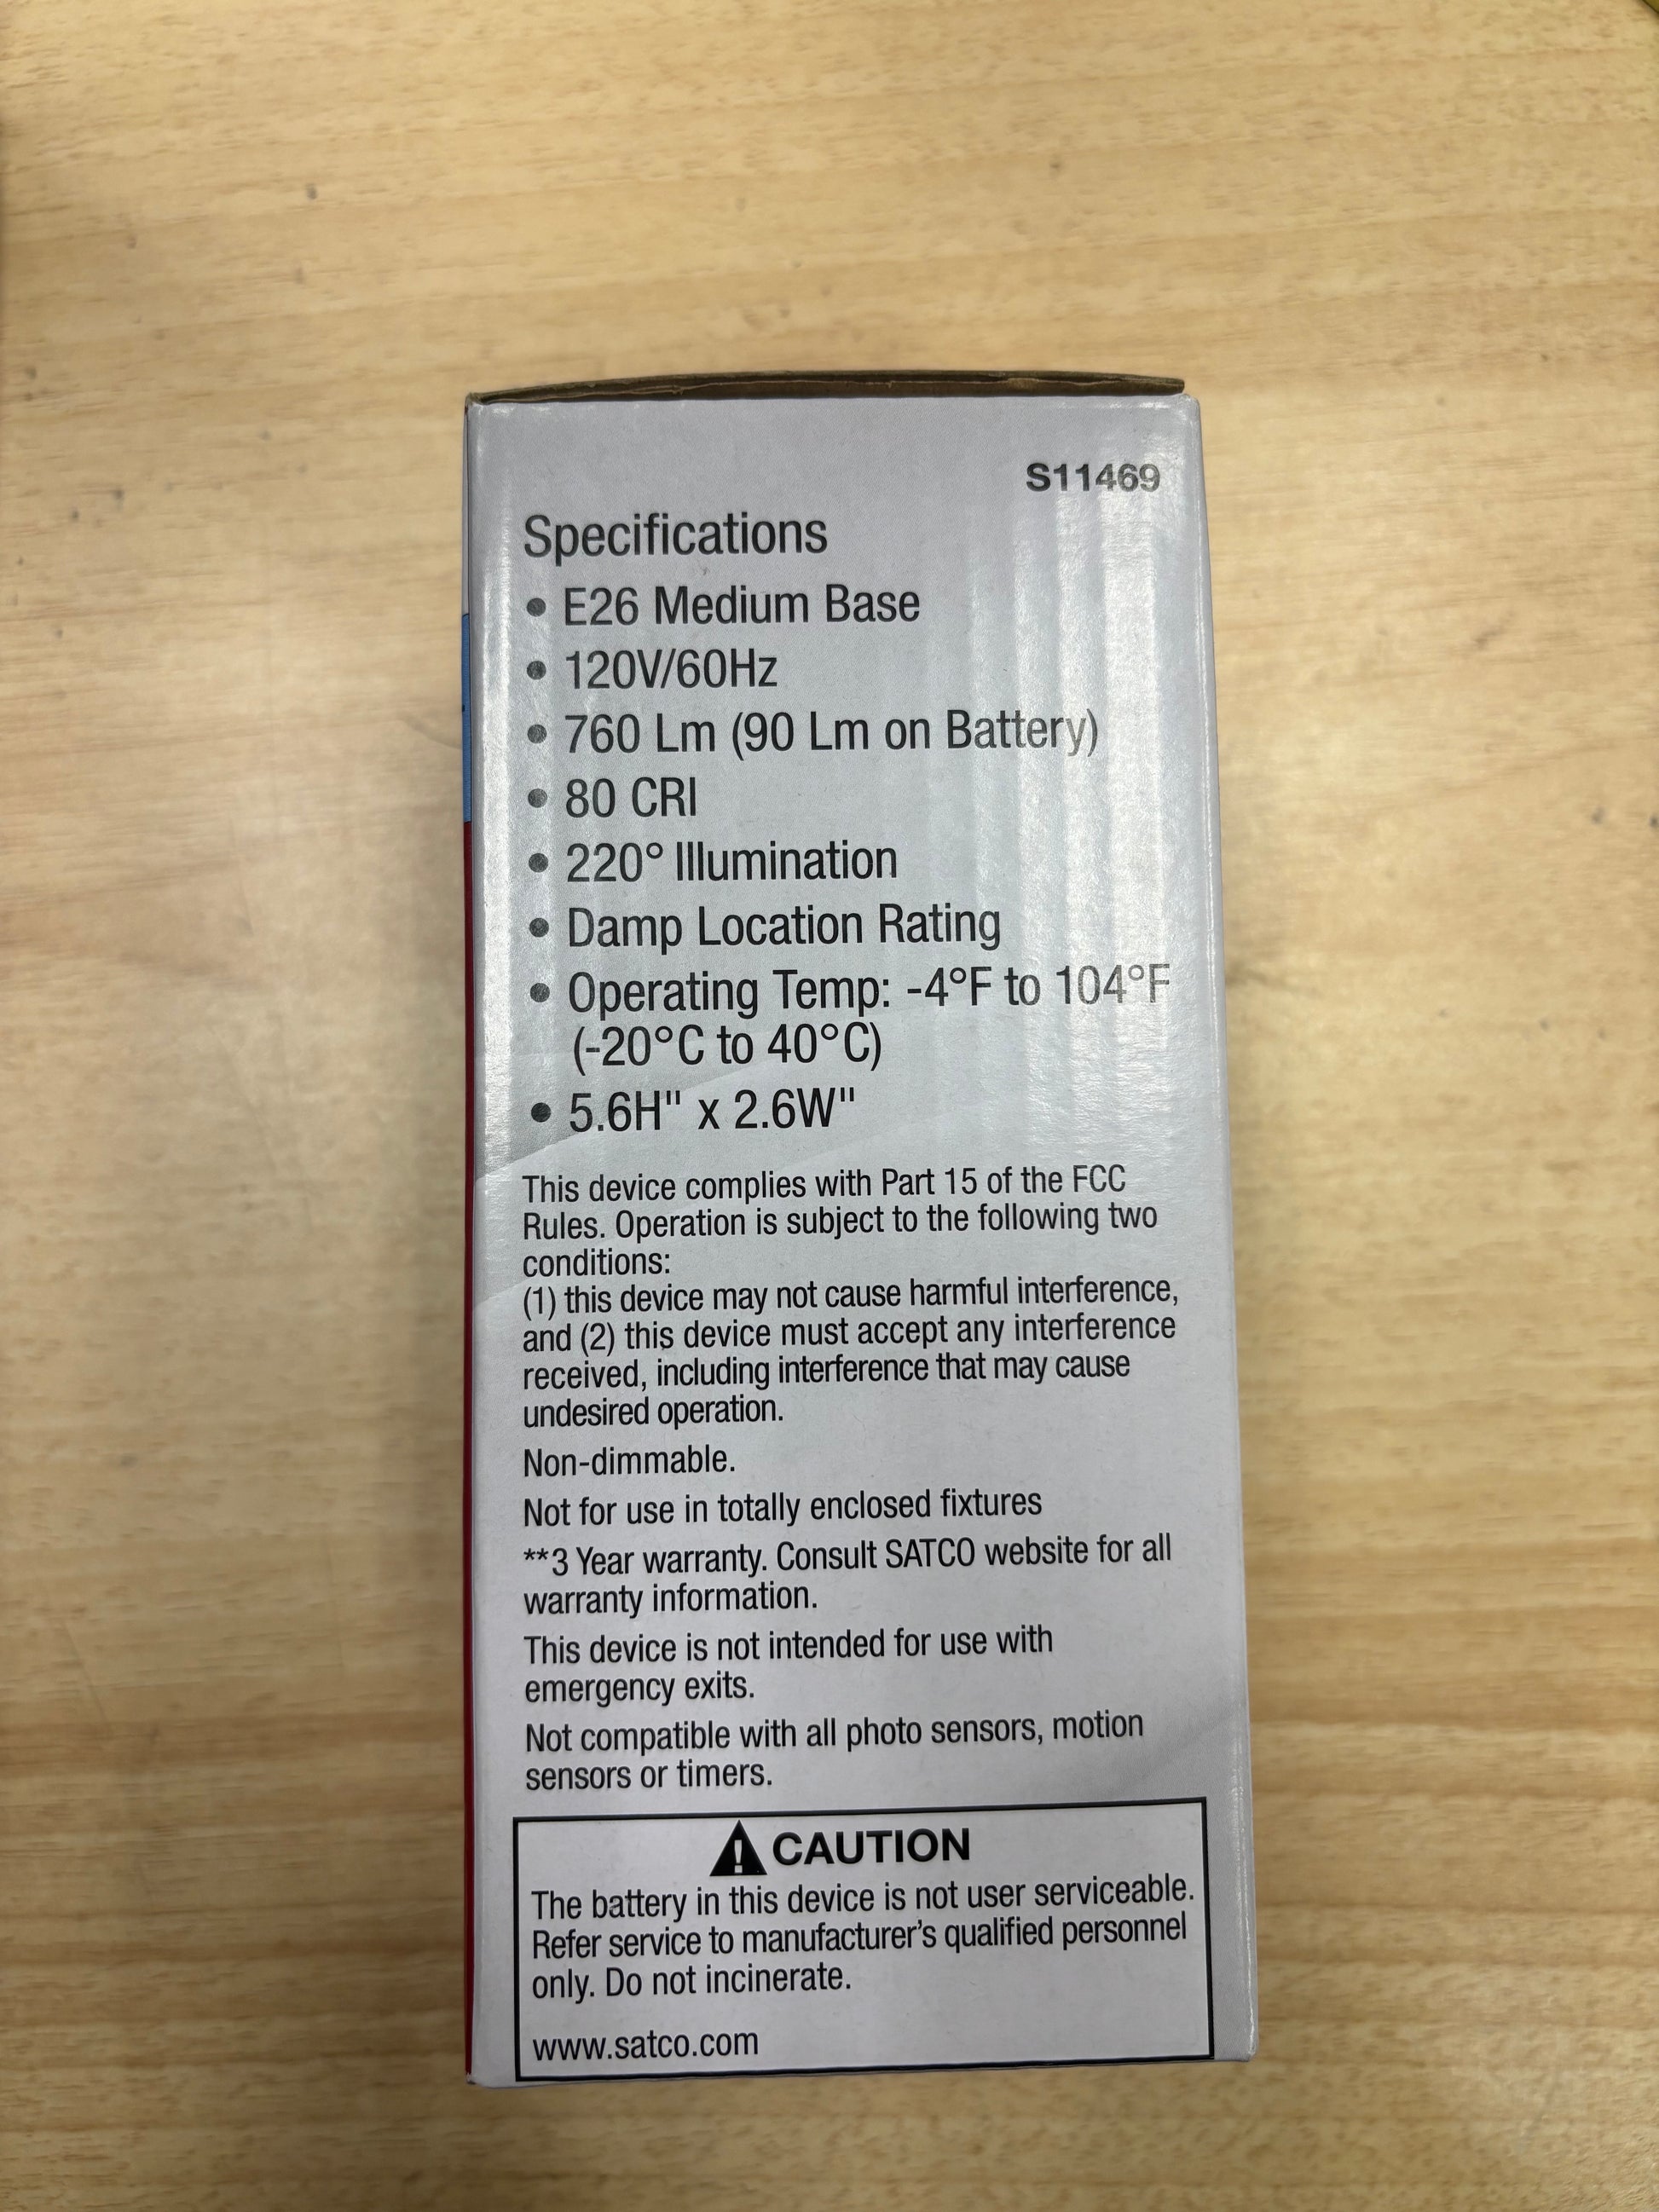 S11469
Specifications
• E26 Medium Base
• 120V/60Hz
• 760 Lm (90 Lm on Battery)
• 80 CRI
• 220° Illumination
• Damp Location Rating
• Operating Temp: -4°F to 104°F
(-20°C to 40°C)
• 5.6H" x 2.6W"
This device complies with Part 15 of the FCC
Rules. Operation is subject to the following two
conditions:
(1) this device may not cause harmful interference,
and (2) this device must accept any interference
received, including interference that may cause
undesired operation.
Non-dimmable.
Not for use in totally enclosed fixtures
**3 Year warranty. Consult SATCO website for all
warranty information.
This device is not intended for use with
emergency exits.
Not compatible with all photo sensors, motion
sensors or timers.
CAUTION
The battery in this device is not user serviceable.
Refer service to manufacturer's qualified personnel
only. Do not incinerate.
www.satco.com